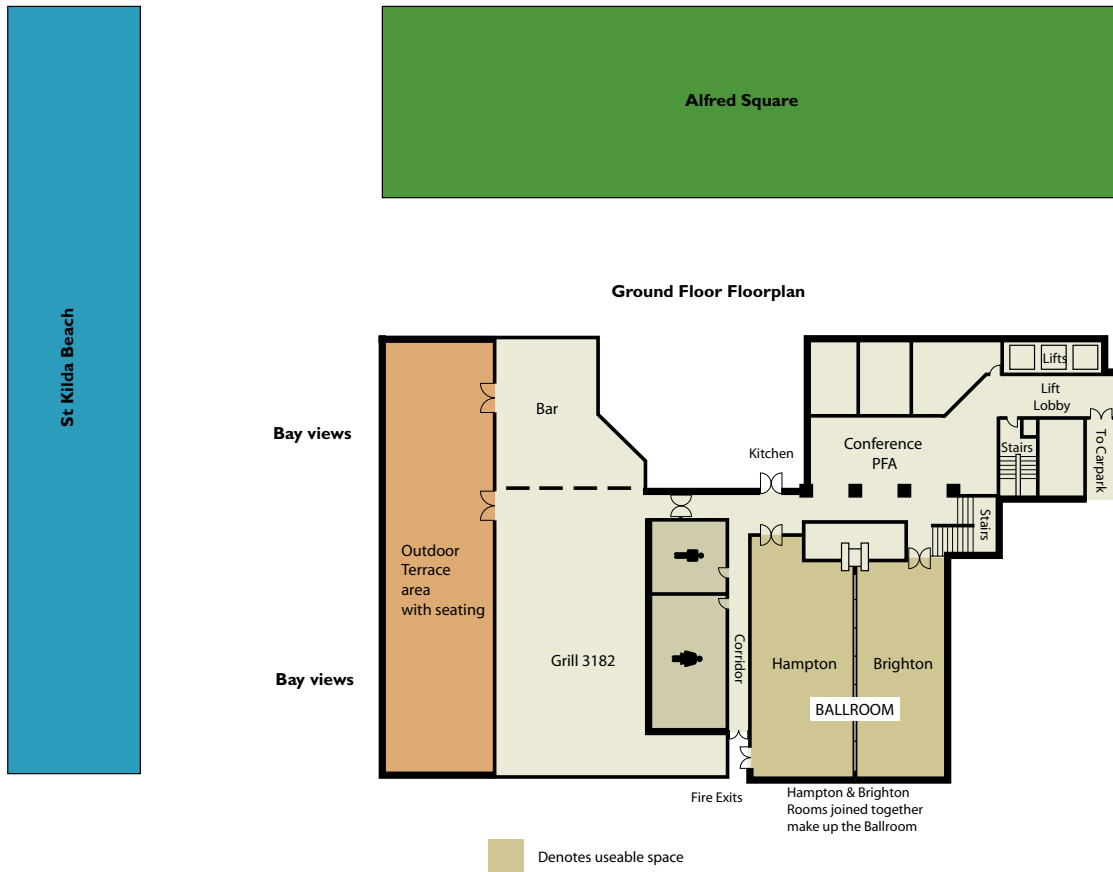 Alfred Square
St Kilda Beach
Ground Floor Floorplan
Lifts
Lift
Lobby
Bar
Bay views
Conference
PFA
Stairs
To Carpark
Kitchen
Stairs
Outdoor
Terrace
area
with seating
Corridor
Grill 3182
Hampton
Brighton
Bay views
BALLROOM
Fire Exits
Hampton & Brighton
Rooms joined together
make up the Ballroom
Denotes useable space